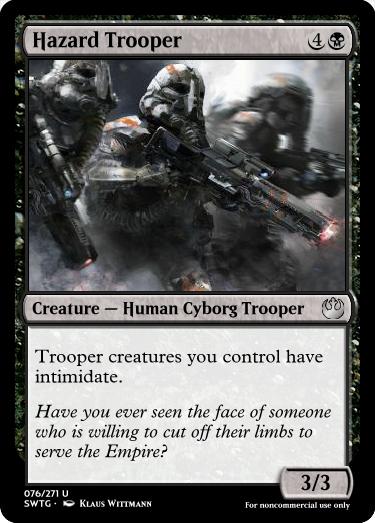 Hazard Trooper 4
Creature — Human Cyborg Trooper
Trooper creatures you control have
intimidate.
Have you ever seen the face of someone
who is willing to cut off their limbs to
serve the Empire?
3/3
076/271 U
SWTG · Klaus Wittmann
For noncommercial use only